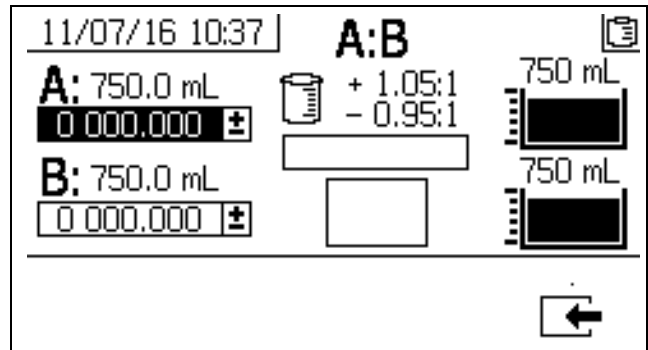 11/07/16 10:37
A:B
A: 750.0 mL
0 000.000 ±
+ 1.05:1
- 0.95:1
750 mL
B: 750.0 mL
0 000.000 ±
750 mL